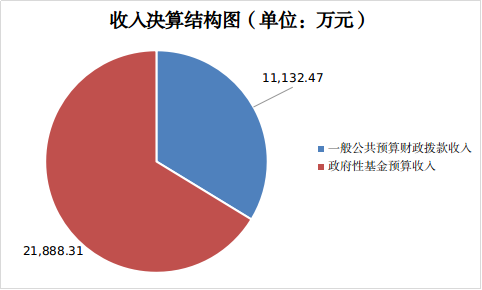 收入决算结构图（单位：万元）
11,132.47
一般公共预算财政拨款收入
政府性基金预算收入
21,888.31